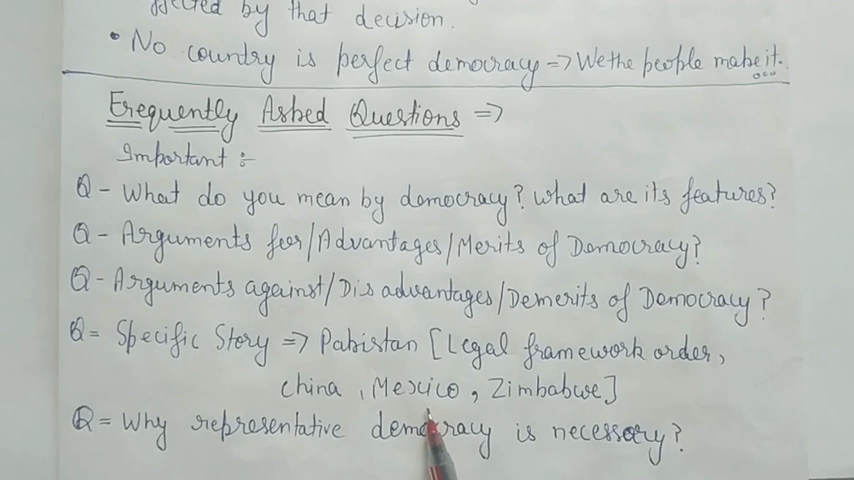 by that decision.
• No country is perfect democracy => We the people make it...
Frequently Asked Questions =>
Important :-
Q - What do you mean by democracy? what are its features?
Q - Arguments for/Advantages/Merits of Democracy?
Q - Arguments against/Disadvantages/Demerits of Democracy?
Q = Specific Story => Pakistan [Legal framework order,
China, Mexico, Zimbabwe]
Q = Why representative democracy is necessary?